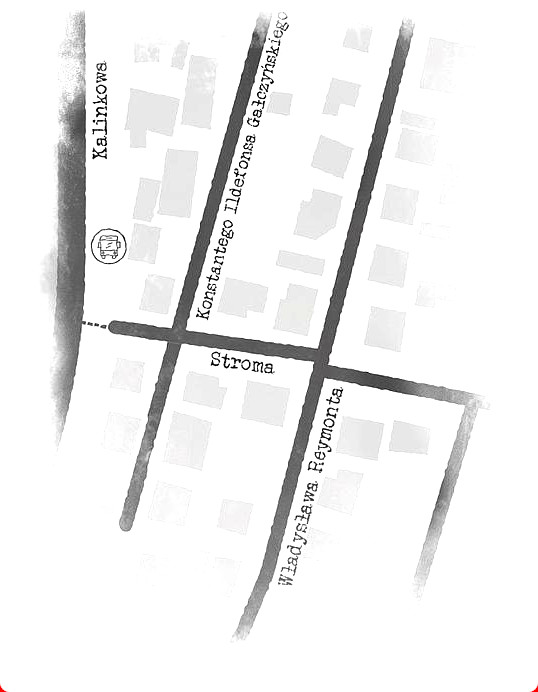 Kalinkowa
Konstantego Ildefonsa Gałczyńskiego
Stroma
Władysława Reymonta